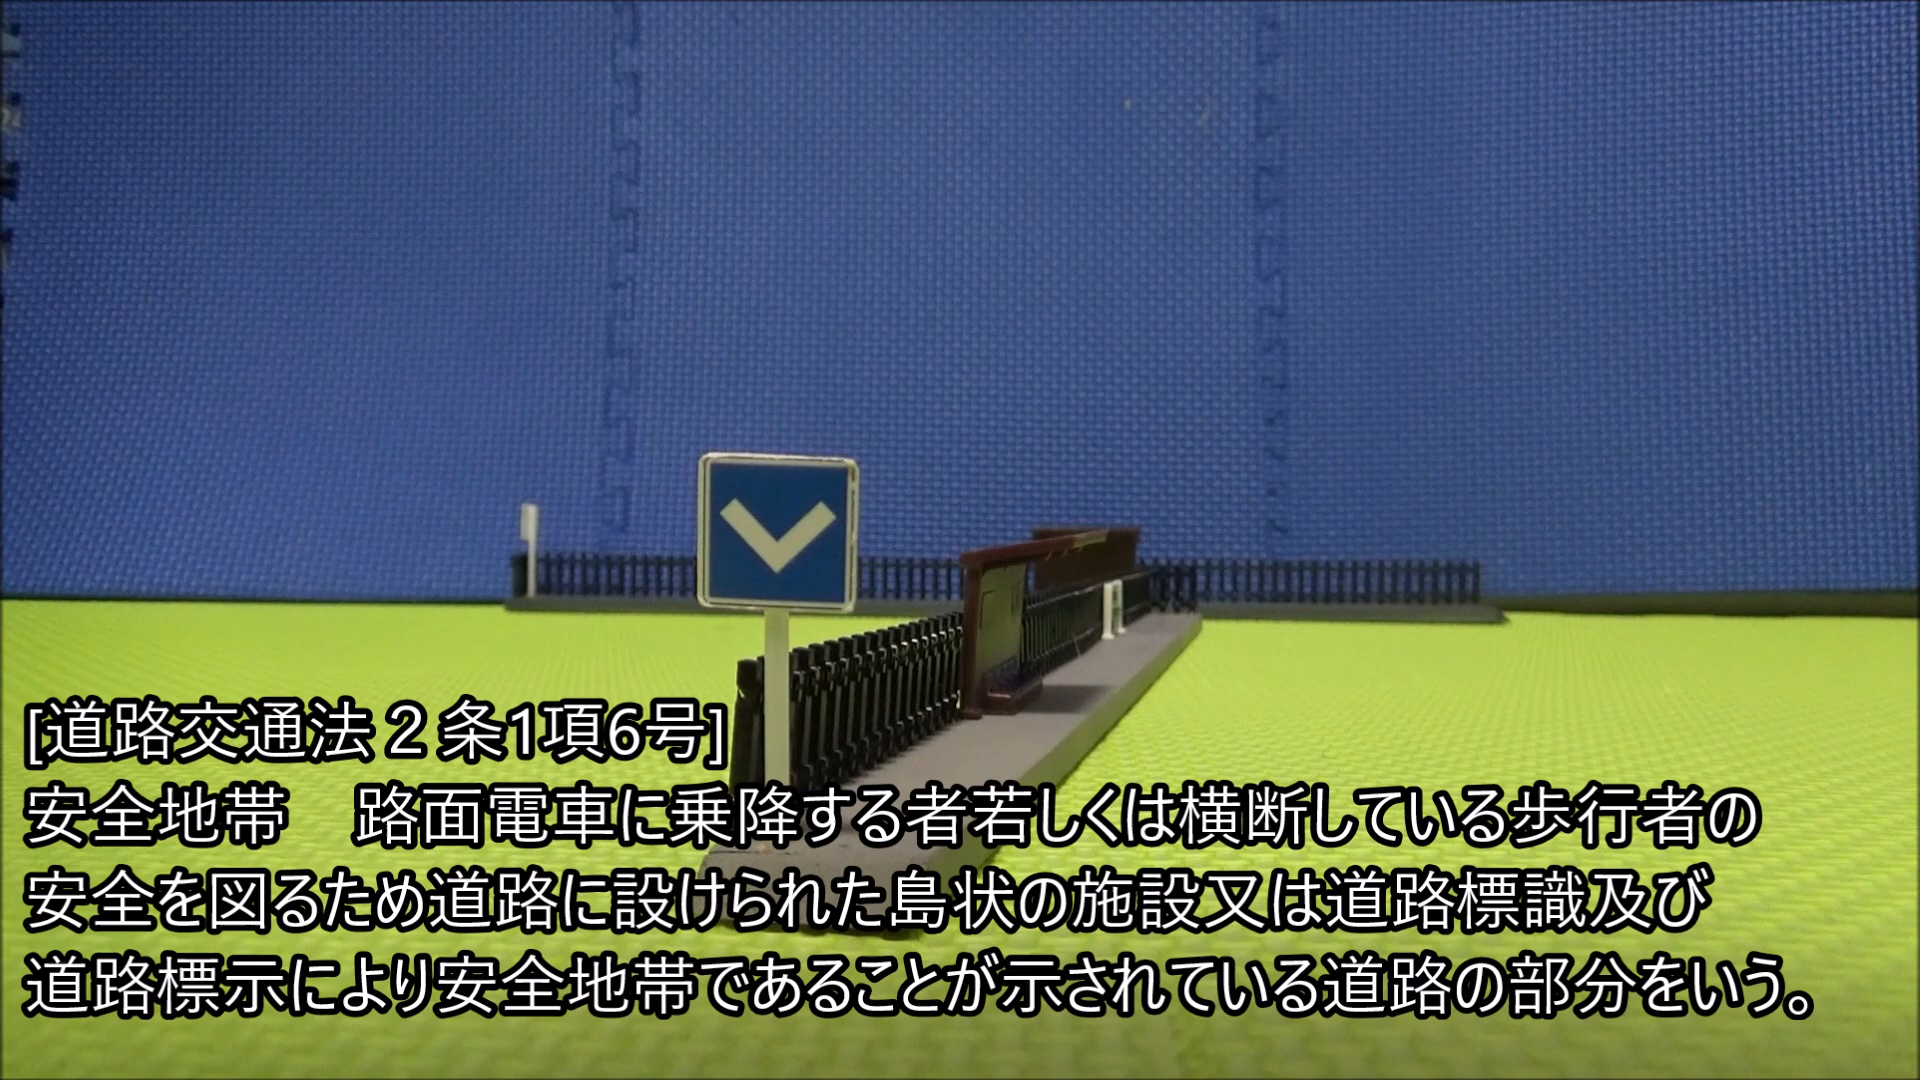 [道路交通法２条1項6号]
安全地帯　路面電車に乗降する者若しくは横断している歩行者の
安全を図るため道路に設けられた島状の施設又は道路標識及び
道路標示により安全地帯であることが示されている道路の部分をいう。